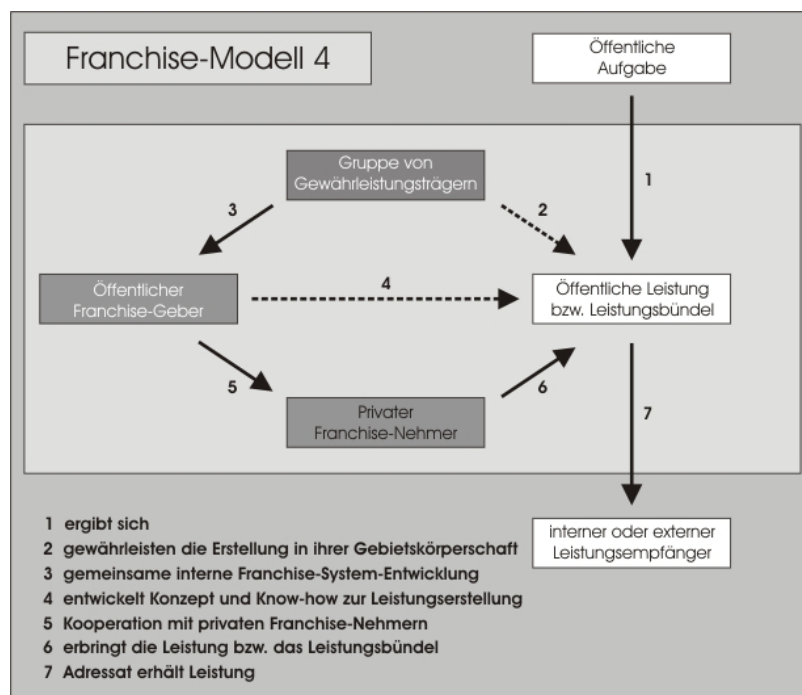 Franchise-Modell 4
Öffentliche
Aufgabe
Gruppe von
Gewährleistungsträgern
1
3
2
Öffentlicher
Franchise-Geber
4
Öffentliche Leistung
bzw. Leistungsbündel
5
6
Privater
Franchise-Nehmer
7
interner oder externer
Leistungsempfänger
1 ergibt sich
2 gewährleisten die Erstellung in ihrer Gebietskörperschaft
3 gemeinsame interne Franchise-System-Entwicklung
4 entwickelt Konzept und Know-how zur Leistungserstellung
5 Kooperation mit privaten Franchise-Nehmern
6 erbringt die Leistung bzw. das Leistungsbündel
7 Adressat erhält Leistung